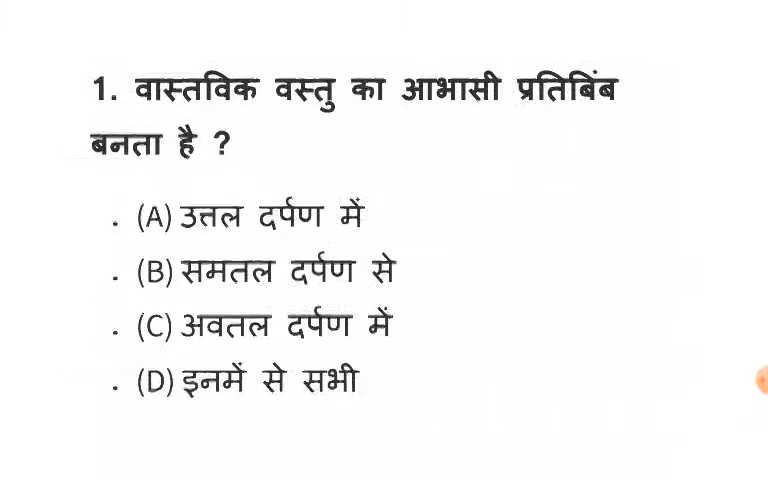 1. वास्तविक वस्तु का आभासी प्रतिबिंब
बनता है ?
. (A) उत्तल दर्पण में
. (B) समतल दर्पण से
. (C) अवतल दर्पण में
. (D) इनमें से सभी